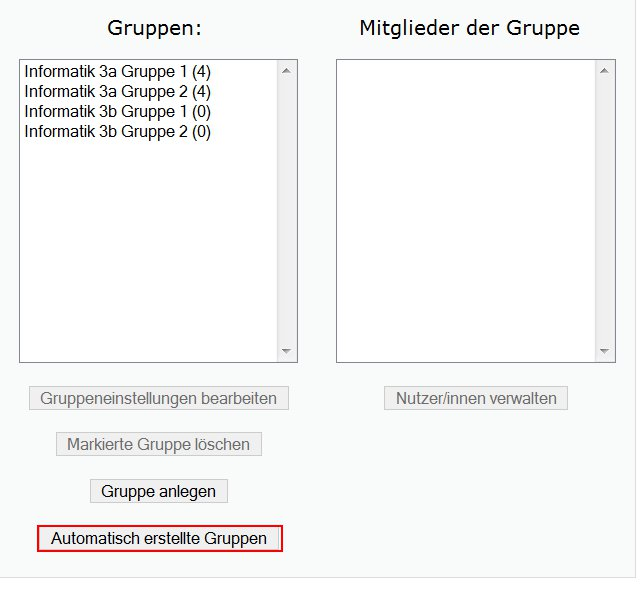 Gruppen:
Mitglieder der Gruppe
Informatik 3a Gruppe 1 (4)
Informatik 3a Gruppe 2 (4)
Informatik 3b Gruppe 1 (0)
Informatik 3b Gruppe 2 (0)
Gruppeneinstellungen bearbeiten
Nutzer/innen verwalten
Markierte Gruppe löschen
Gruppe anlegen
Automatisch erstellte Gruppen